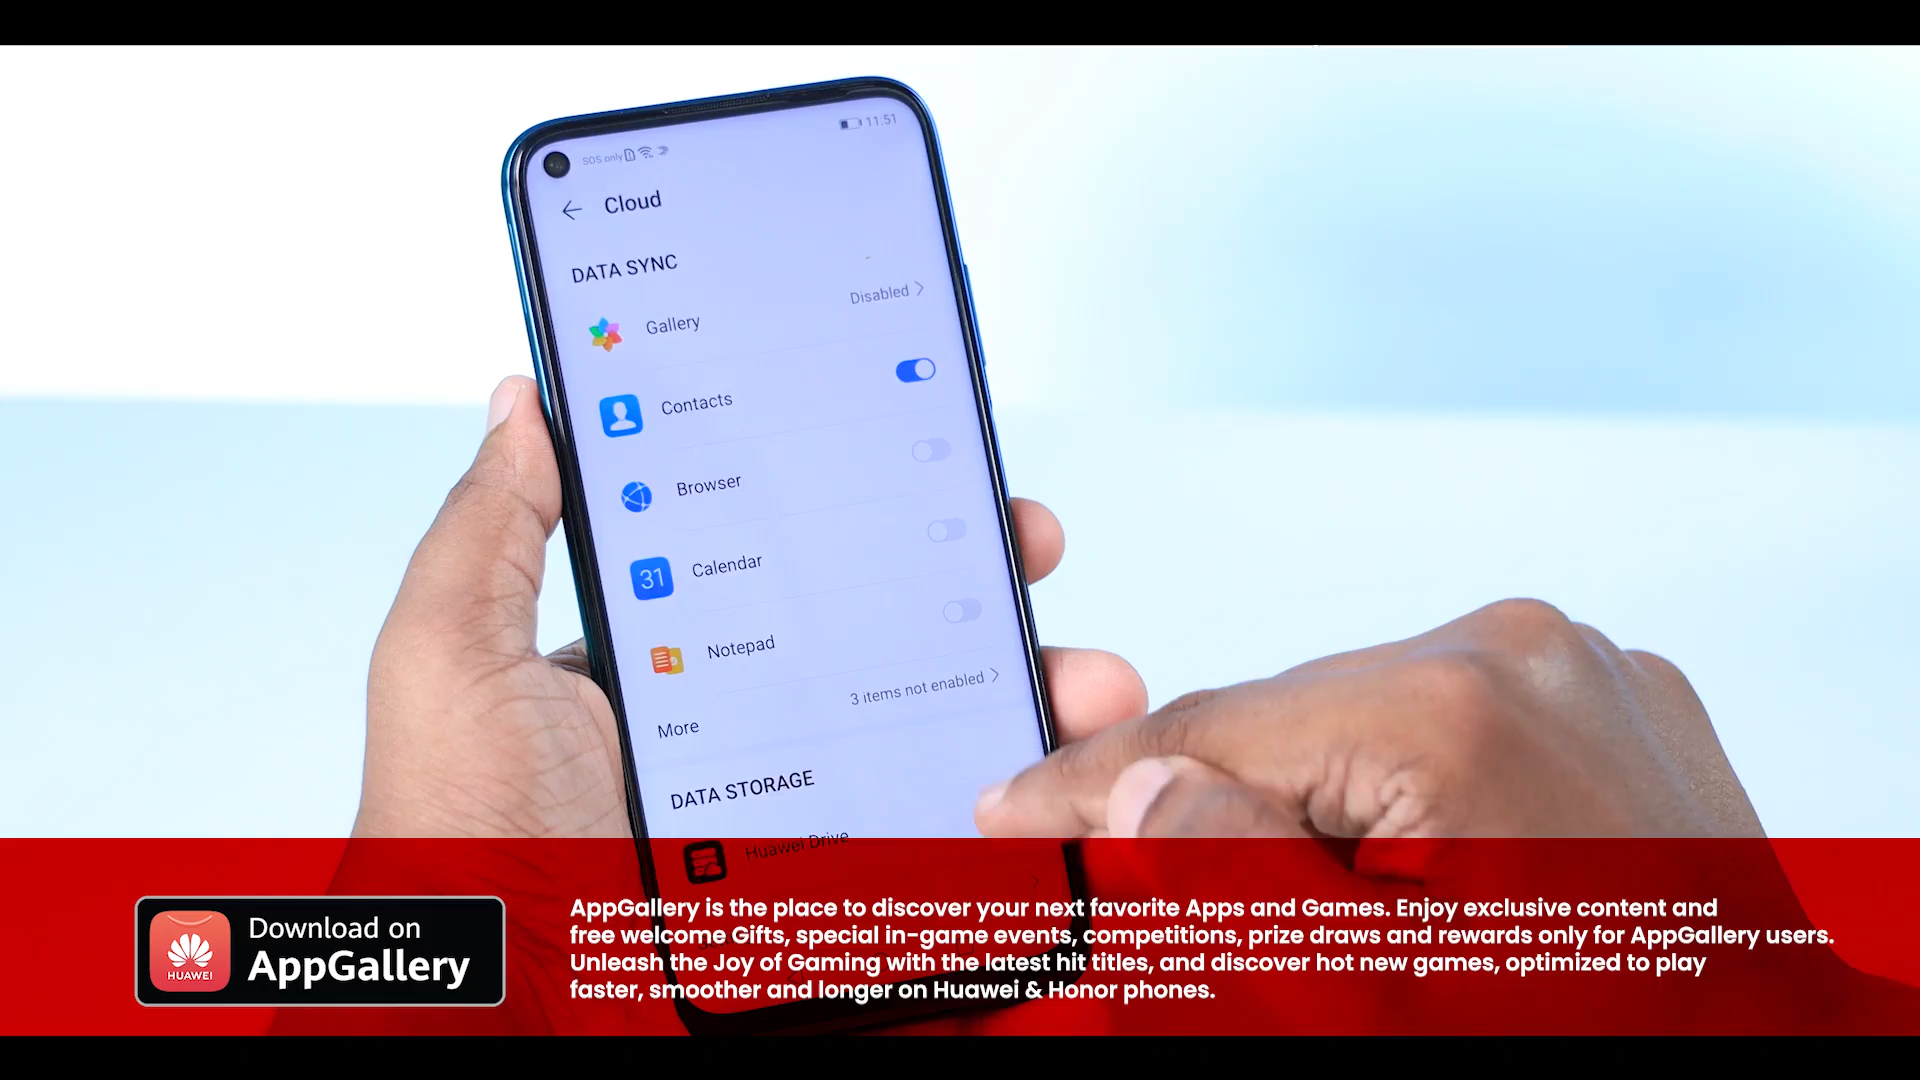 SOS only
11:51
Cloud
DATA SYNC
Gallery
Disabled
Contacts
Browser
31
Calendar
Notepad
3 items not enabled
More
DATA STORAGE
Huawei Drive
HUAWEI
Download on
AppGallery
AppGallery is the place to discover your next favorite Apps and Games. Enjoy exclusive content and
free welcome Gifts, special in-game events, competitions, prize draws and rewards only for AppGallery users.
Unleash the Joy of Gaming with the latest hit titles, and discover hot new games, optimized to play
faster, smoother and longer on Huawei & Honor phones.